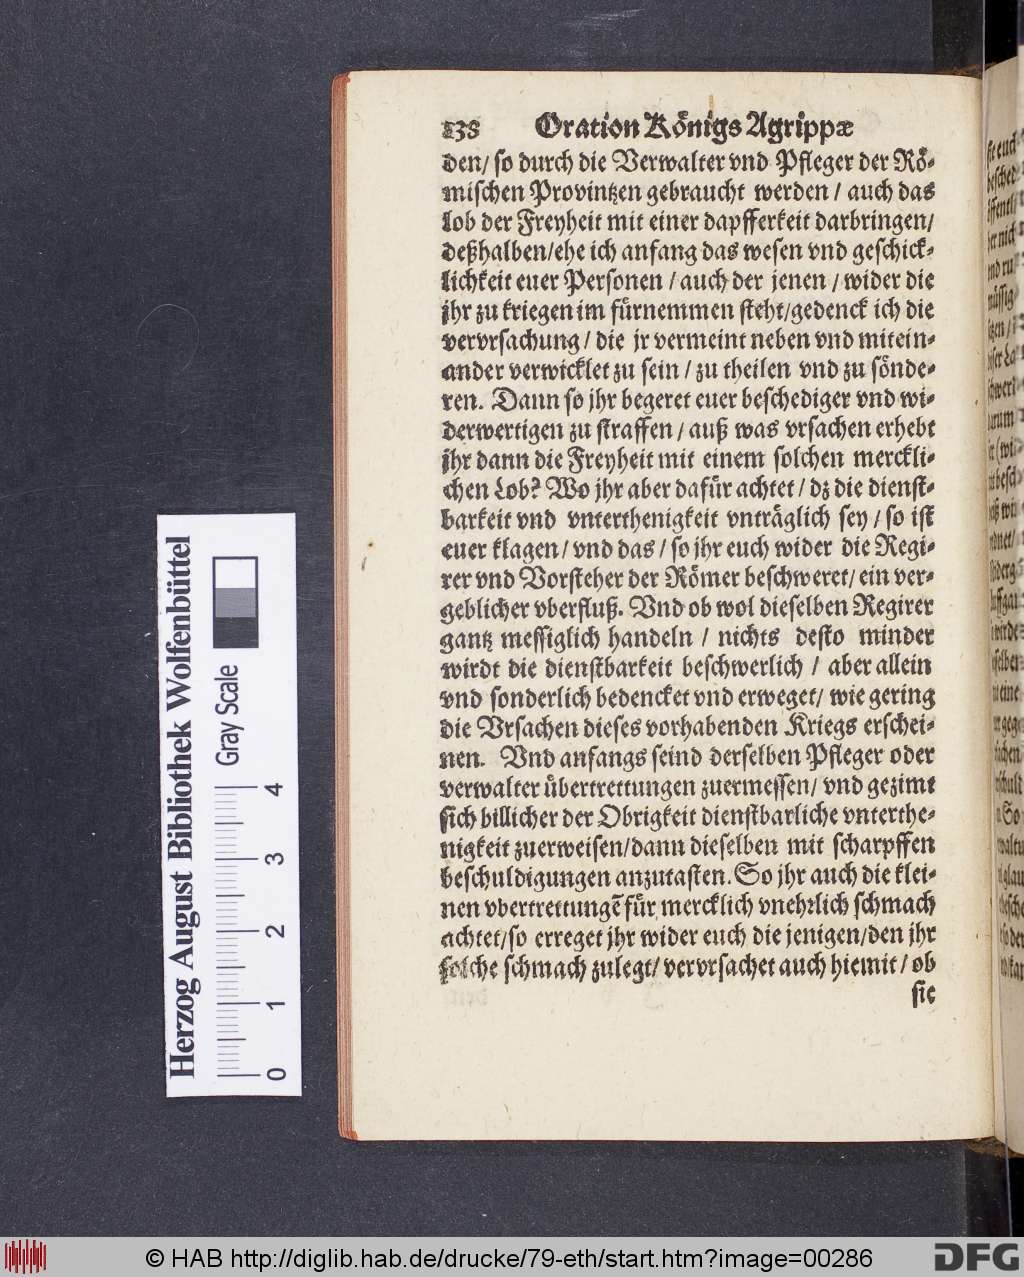 238 Oration Königs Agrippæ
den/ so durch die Verwalter vnd Pfleger der Rö-
mischen Provintzen gebraucht werden / auch das
Lob der Freyheit mit einer dapfferkeit darbringen/
deßhalben/ehe ich anfang das wesen vnd geschick-
lichkeit euer Personen / auch der jenen / wider die
jhr zu kriegen im fürnemmen steht/gedenck ich die
vervrsachung / die jr vermeint neben vnd mitein-
ander verwicklet zu sein / zu theilen vnd zu sönde-
ren. Dann so jhr begeret euer beschediger vnd wi-
derwertigen zu straffen / auß was vrsachen erhebt
jhr dann die Freyheit mit einem solchen merckli-
chen Lob? Wo jhr aber dafür achtet / dz die dienst-
barkeit vnd vnterthenigkeit vnträglich sey / so ist
euer klagen / vnd das / so jhr euch wider die Regi-
rer vnd Vorsteher der Römer beschweret/ ein ver-
geblicher vberfluß. Vnd ob wol dieselben Regirer
gantz messiglich handeln / nichts desto minder
wirdt die dienstbarkeit beschwerlich / aber allein
vnd sonderlich bedencket vnd erweget/ wie gering
die Vrsachen dieses vorhabenden Kriegs erschei-
nen. Vnd anfangs seind derselben Pfleger oder
verwalter übertrettungen zuermessen/ vnd gezimt
sich billicher der Obrigkeit dienstbarliche vnterthe-
nigkeit zuerweisen/dann dieselben mit scharpffen
beschuldigungen anzutasten. So jhr auch die klei-
nen vbertrettungẽ für mercklich vnehrlich schmach
achtet/so erreget jhr wider euch die jenigen/den jhr
solche schmach zulegt/ vervrsachet auch hiemit / ob
sie
Herzog August Bibliothek Wolfenbüttel
Gray Scale
0 1 2 3 4
© HAB http://diglib.hab.de/drucke/79-eth/start.htm?image=00286
DFG